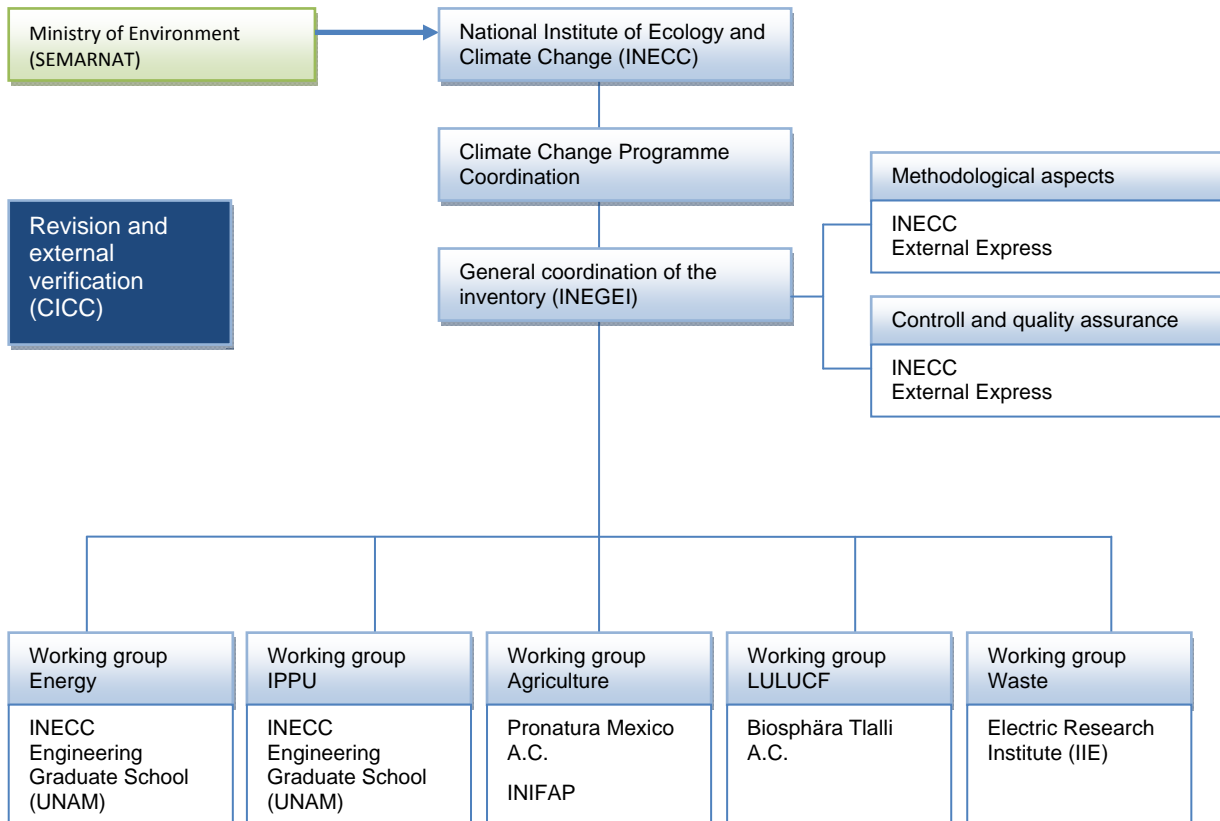 Ministry of Environment
(SEMARNAT)
National Institute of Ecology and
Climate Change (INECC)
Climate Change Programme
Coordination
Methodological aspects
INECC
External Express
Revision and
external
verification
(CICC)
General coordination of the
inventory (INEGEI)
Controll and quality assurance
INECC
External Express
Working group
Energy
INECC
Engineering
Graduate School
(UNAM)
Working group
IPPU
INECC
Engineering
Graduate School
(UNAM)
Working group
Agriculture
Pronatura Mexico
A.C.
INIFAP
Working group
LULUCF
Biosphära Tlalli
A.C.
Working group
Waste
Electric Research
Institute (IIE)